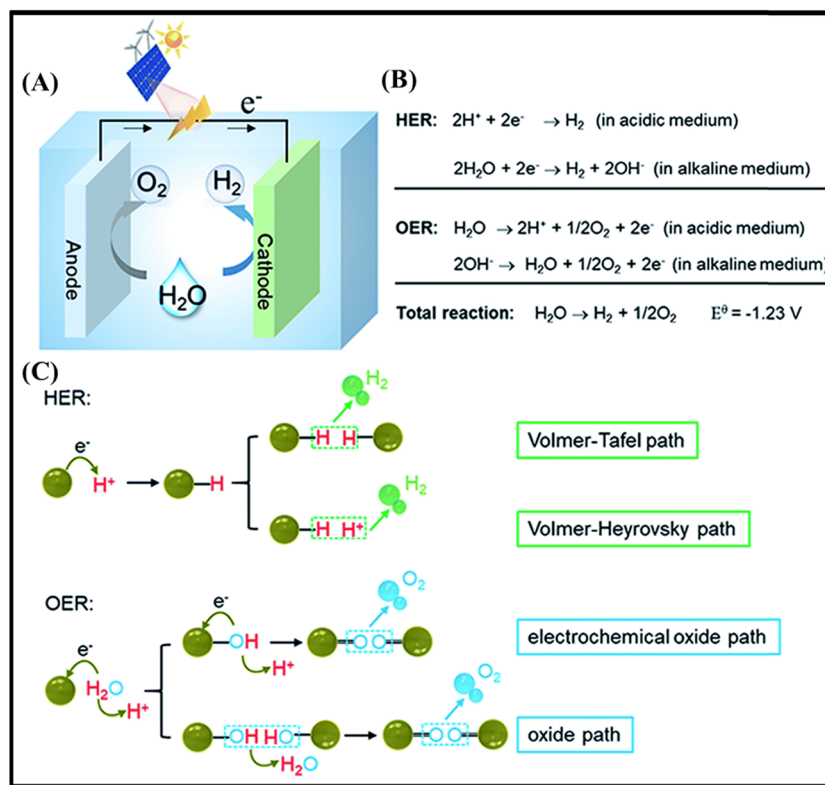 (A)
e⁻
O₂
H₂
Anode
Cathode
H₂O
(B)
HER: 2H⁺ + 2e⁻ → H₂ (in acidic medium)
2H₂O + 2e⁻ → H₂ + 2OH⁻ (in alkaline medium)
OER: H₂O → 2H⁺ + 1/2O₂ + 2e⁻ (in acidic medium)
2OH⁻ → H₂O + 1/2O₂ + 2e⁻ (in alkaline medium)
Total reaction: H₂O → H₂ + 1/2O₂ E^θ = -1.23 V
(C)
HER:
e⁻
H⁺
H
H H
H₂
Volmer-Tafel path
H H⁺
H₂
Volmer-Heyrovsky path
OER:
e⁻
H₂O
H⁺
e⁻
OH
H⁺
O O
O₂
electrochemical oxide path
OH HO
H₂O
O O
O₂
oxide path